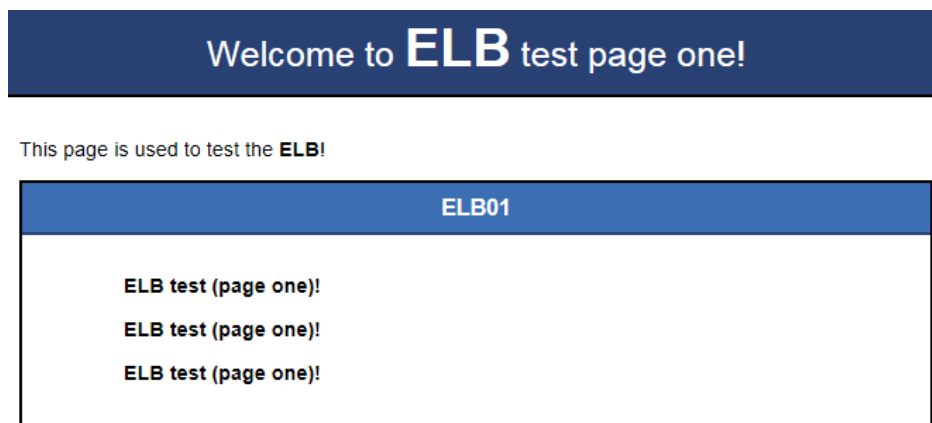 Welcome to ELB test page one!
This page is used to test the ELB!
ELB01
ELB test (page one)!
ELB test (page one)!
ELB test (page one)!